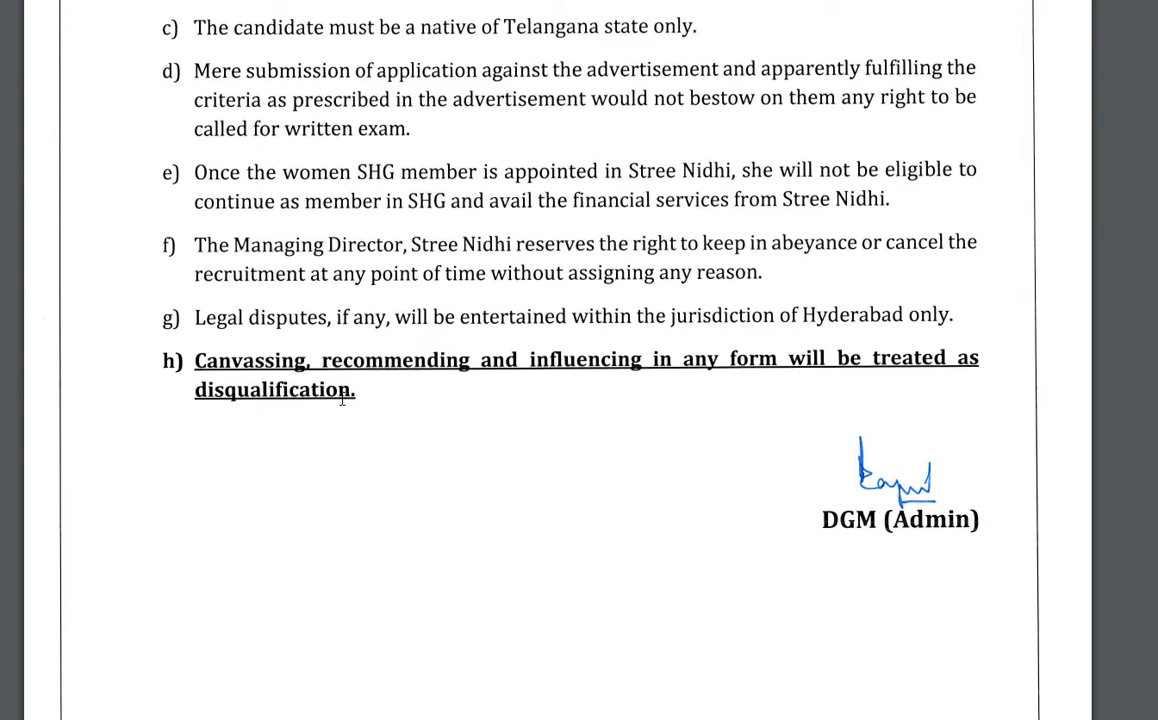 c) The candidate must be a native of Telangana state only.
d) Mere submission of application against the advertisement and apparently fulfilling the
criteria as prescribed in the advertisement would not bestow on them any right to be
called for written exam.
e) Once the women SHG member is appointed in Stree Nidhi, she will not be eligible to
continue as member in SHG and avail the financial services from Stree Nidhi.
f) The Managing Director, Stree Nidhi reserves the right to keep in abeyance or cancel the
recruitment at any point of time without assigning any reason.
g) Legal disputes, if any, will be entertained within the jurisdiction of Hyderabad only.
h) Canvassing, recommending and influencing in any form will be treated as
disqualification.
DGM (Admin)